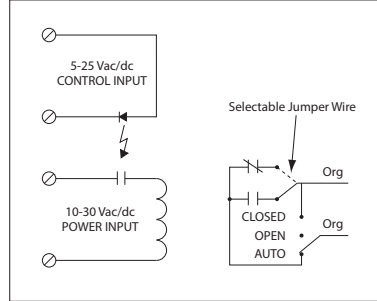 5-25 Vac/dc
CONTROL INPUT
Selectable Jumper Wire
Org
10-30 Vac/dc
POWER INPUT
CLOSED
OPEN
AUTO
Org